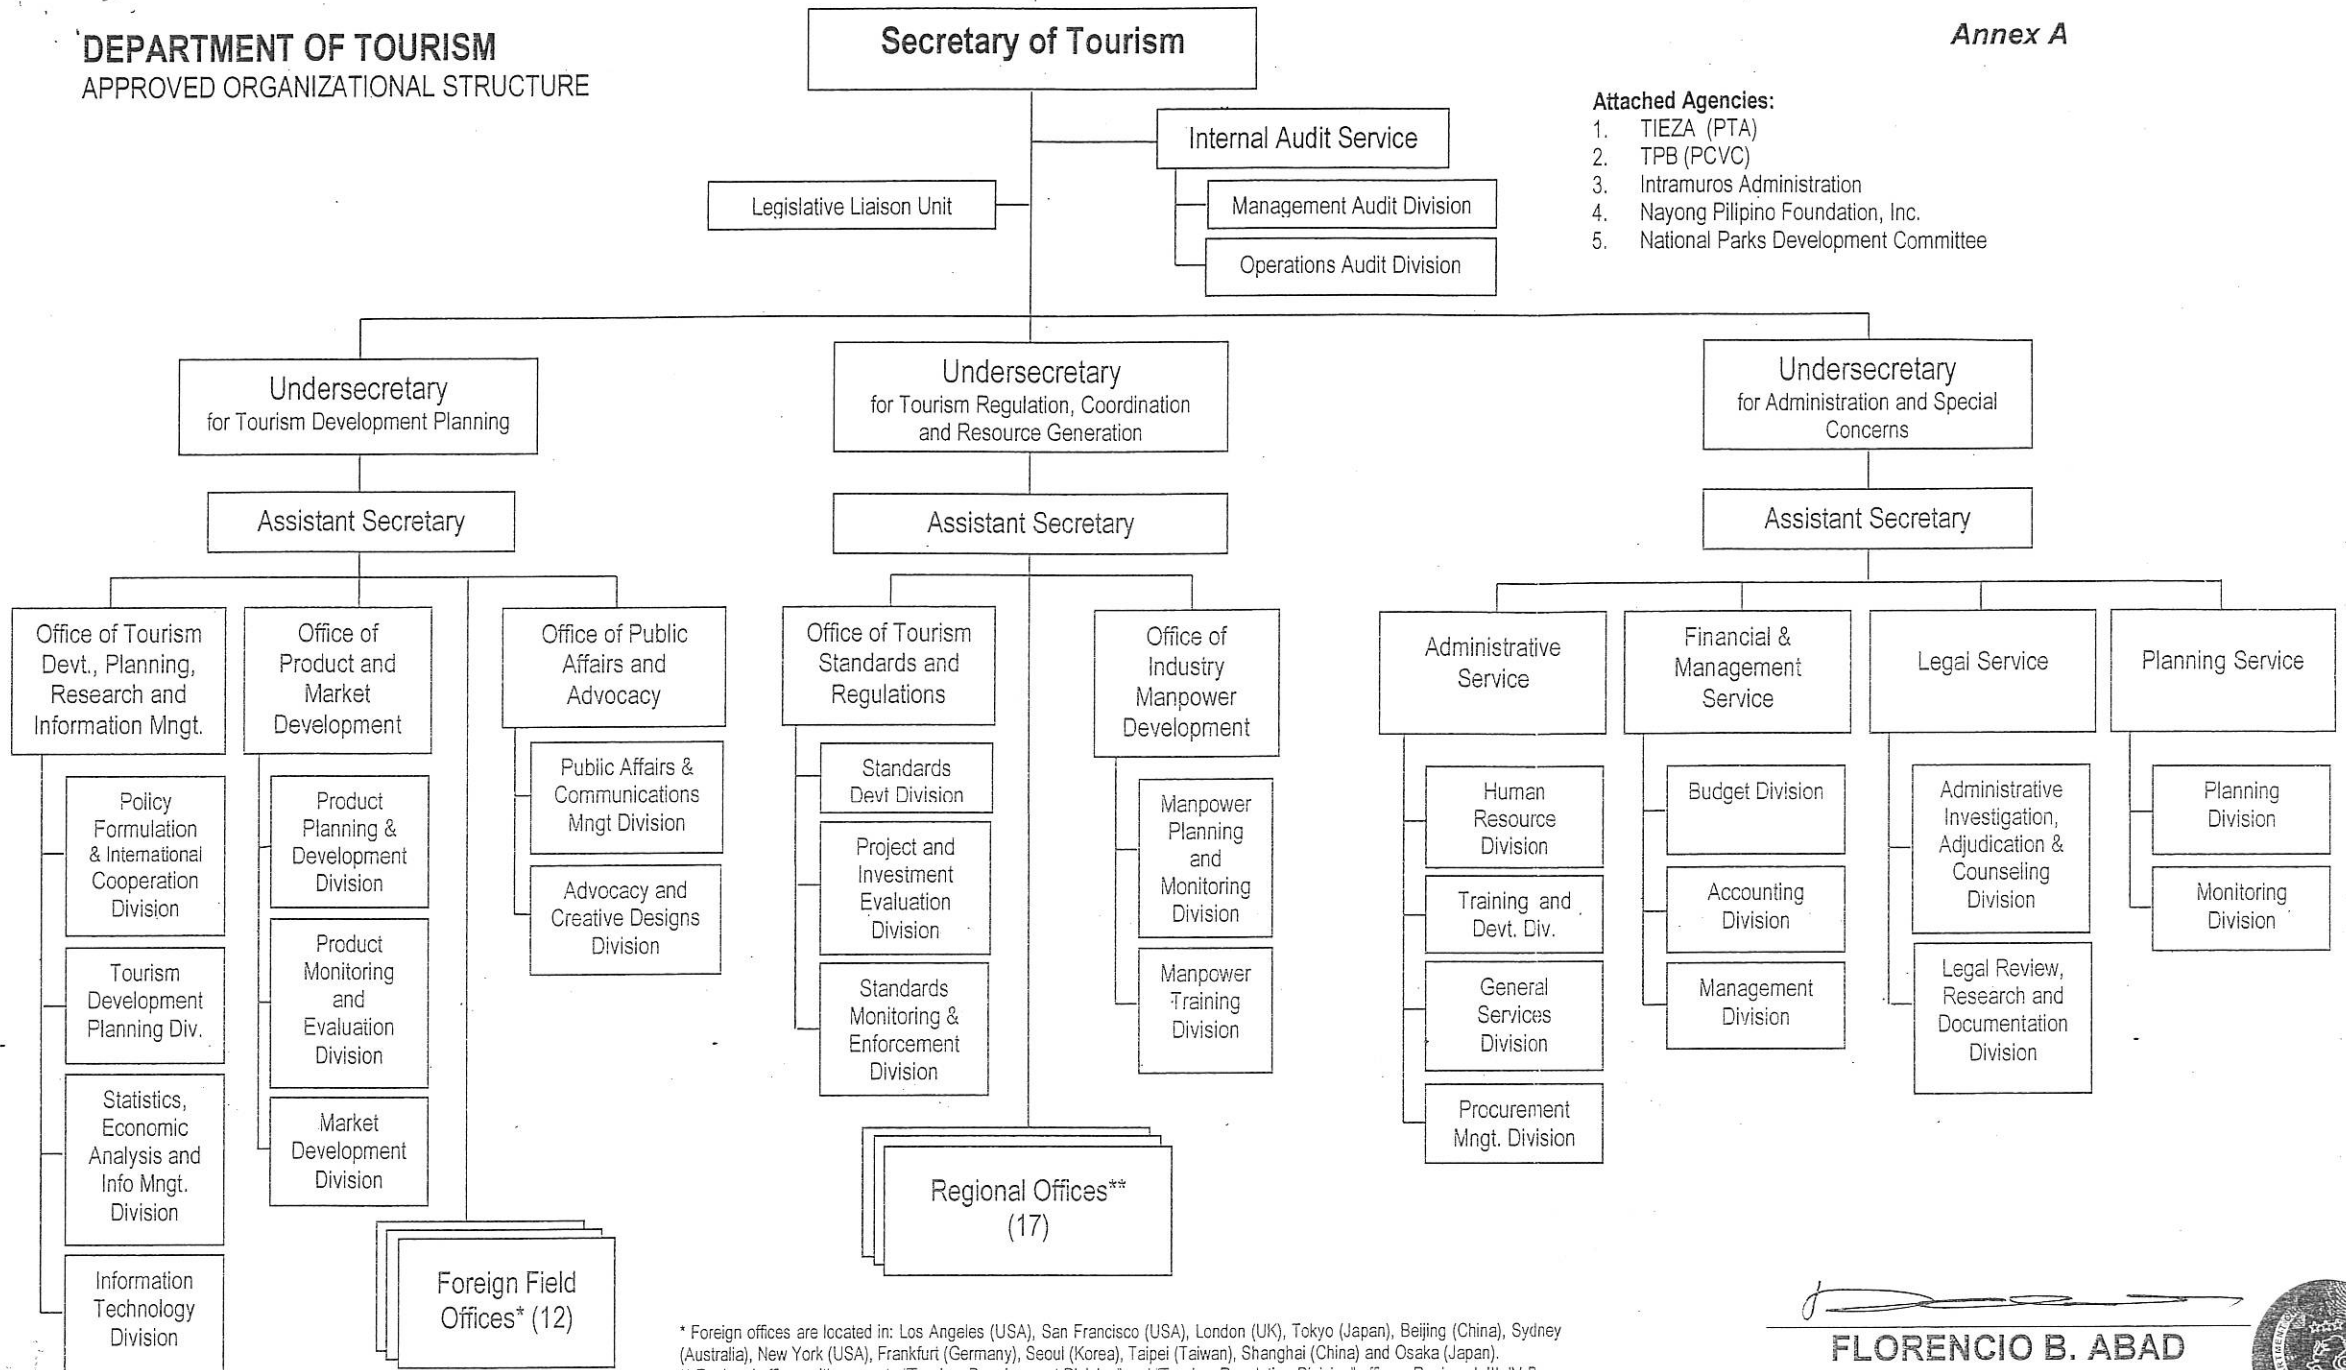 DEPARTMENT OF TOURISM
APPROVED ORGANIZATIONAL STRUCTURE
Secretary of Tourism
Annex A
Attached Agencies:
1. TIEZA (PTA)
2. TPB (PCVC)
3. Intramuros Administration
4. Nayong Pilipino Foundation, Inc.
5. National Parks Development Committee
Internal Audit Service
Legislative Liaison Unit
Management Audit Division
Operations Audit Division
Undersecretary
for Tourism Development Planning
Undersecretary
for Tourism Regulation, Coordination
and Resource Generation
Undersecretary
for Administration and Special
Concerns
Assistant Secretary
Assistant Secretary
Assistant Secretary
Office of Tourism
Devt., Planning,
Research and
Information Mngt.
Policy
Formulation
& International
Cooperation
Division
Tourism
Development
Planning Div.
Statistics,
Economic
Analysis and
Info Mngt.
Division
Information
Technology
Division
Office of
Product and
Market
Development
Product
Planning &
Development
Division
Product
Monitoring
and
Evaluation
Division
Market
Development
Division
Office of Public
Affairs and
Advocacy
Public Affairs &
Communications
Mngt Division
Advocacy and
Creative Designs
Division
Foreign Field
Offices* (12)
Office of Tourism
Standards and
Regulations
Standards
Devt Division
Project and
Investment
Evaluation
Division
Standards
Monitoring &
Enforcement
Division
Office of
Industry
Manpower
Development
Manpower
Planning
and
Monitoring
Division
Manpower
Training
Division
Regional Offices**
(17)
Administrative
Service
Human
Resource
Division
Training and
Devt. Div.
General
Services
Division
Procurement
Mngt. Division
Financial &
Management
Service
Budget Division
Accounting
Division
Management
Division
Legal Service
Administrative
Investigation,
Adjudication &
Counseling
Division
Legal Review,
Research and
Documentation
Division
Planning Service
Planning
Division
Monitoring
Division
* Foreign offices are located in: Los Angeles (USA), San Francisco (USA), London (UK), Tokyo (Japan), Beijing (China), Sydney
(Australia), New York (USA), Frankfurt (Germany), Seoul (Korea), Taipei (Taiwan), Shanghai (China) and Osaka (Japan).
FLORENCIO B. ABAD